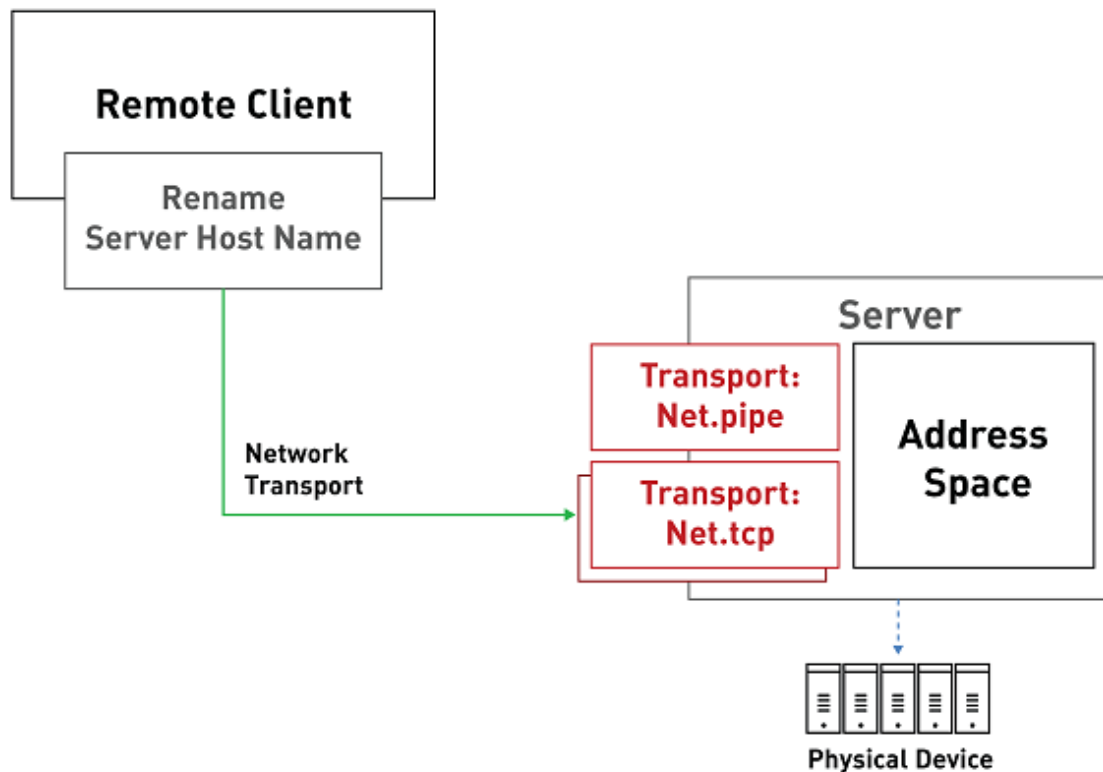 Remote Client
Rename
Server Host Name
Network
Transport
Server
Transport:
Net.pipe
Transport:
Net.tcp
Address
Space
Physical Device